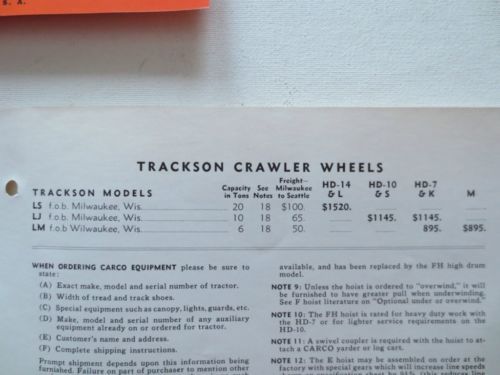 S. A.
TRACKSON CRAWLER WHEELS
TRACKSON MODELS Capacity in Tons See Notes Freight— Milwaukee to Seattle HD-14 & L HD-10 & S HD-7 & K M
LS f.o.b. Milwaukee, Wis. 20 18 $100. $1520.
LJ f.o.b. Milwaukee, Wis. 10 18 65. $1145. $1145.
LM f.o.b Wilwaukee, Wis. 6 18 50. 895. $895.
WHEN ORDERING CARCO EQUIPMENT please be sure to
state:
(A) Exact make, model and serial number of tractor.
(B) Width of tread and track shoes.
(C) Special equipment such as canopy, lights, guards, etc.
(D) Make, model and serial number of any auxiliary
equipment already on or ordered for tractor.
(E) Customer's name and address.
(F) Complete shipping instructions.
Prompt shipment depends upon this information being
furnished. Failure on part of purchaser to mention other
available, and has been replaced by the FH high drum
model.
NOTE 9: Unless the hoist is ordered to "overwind," it will
be furnished to have greater pull when underwinding.
See F hoist literature on "Optional under or overwind."
NOTE 10: The FH hoist is rated for heavy duty work with
the HD-7 or for lighter service requirements on the
HD-10.
NOTE 11: A swivel coupler is required for hoist to at-
tach a CARCO yarder or log cart.
NOTE 12: The E hoist may be assembled on order at the
factory with special gears which will increase line speeds